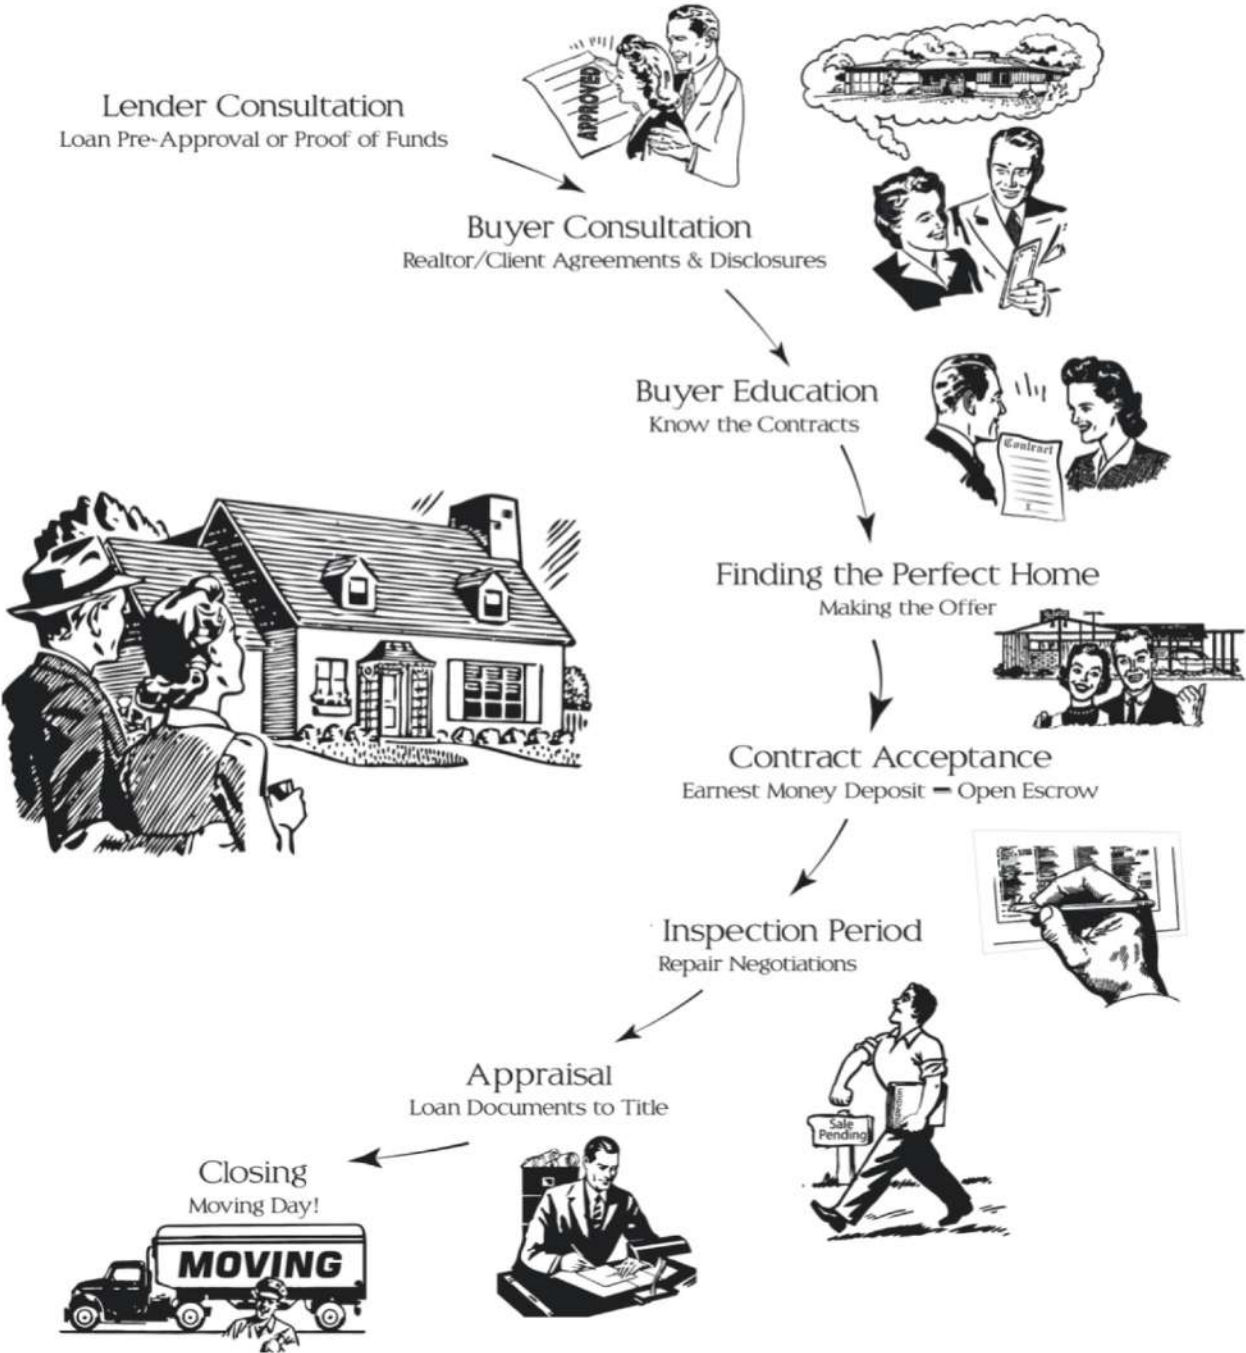 APPROVED
Lender Consultation
Loan Pre-Approval or Proof of Funds
Buyer Consultation
Realtor/Client Agreements & Disclosures
Buyer Education
Know the Contracts
Contract
Finding the Perfect Home
Making the Offer
Contract Acceptance
Earnest Money Deposit – Open Escrow
Inspection Period
Repair Negotiations
Appraisal
Loan Documents to Title
Inspection
Sale
Pending
Closing
Moving Day!
MOVING